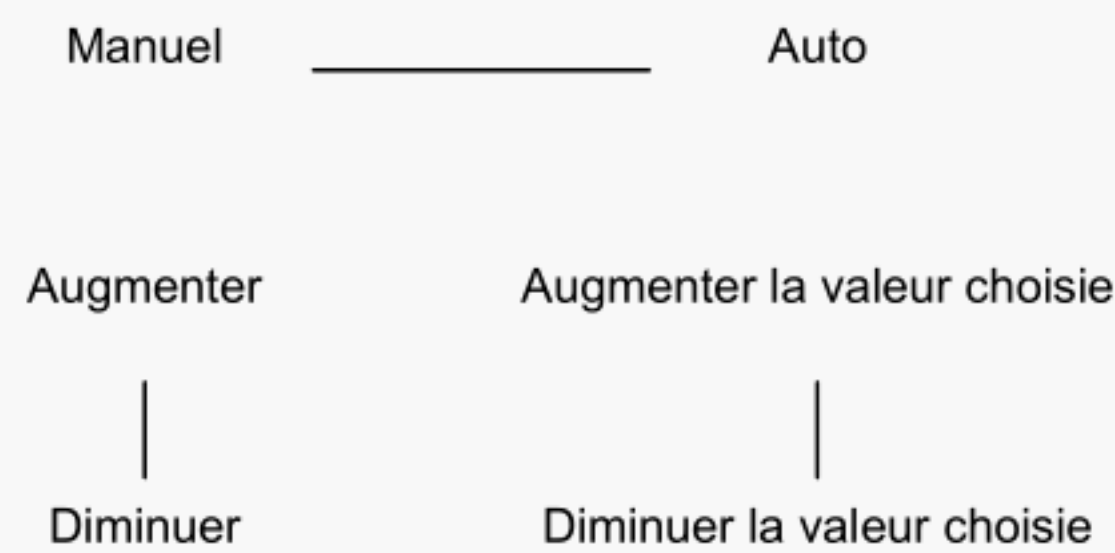 Manuel Auto
Augmenter Augmenter la valeur choisie
Diminuer Diminuer la valeur choisie